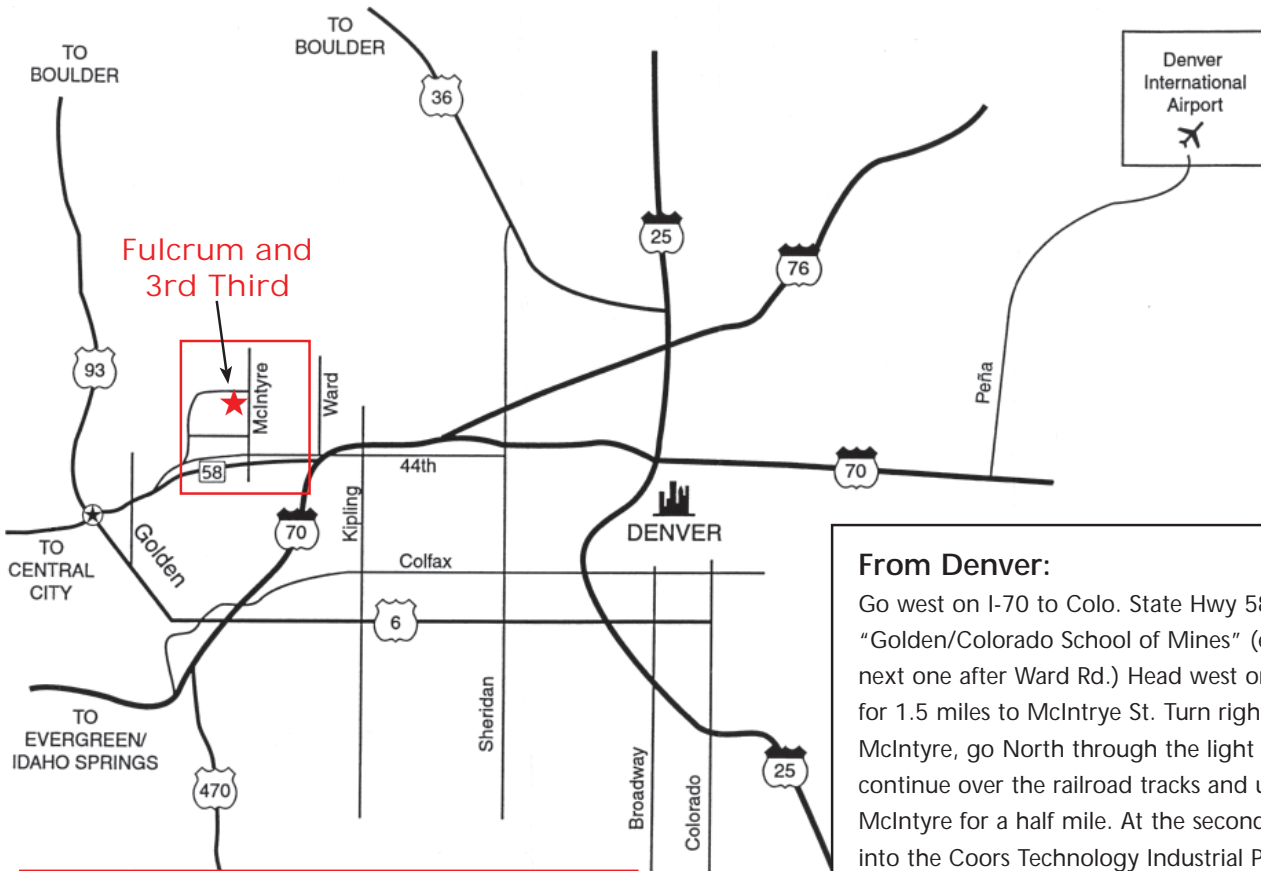 TO
BOULDER
TO
BOULDER
36
Denver
International
Airport
25
76
Fulcrum and
3rd Third
93
McIntyre
Ward
Peña
58
44th
70
70
Kipling
DENVER
TO
CENTRAL
CITY
Golden
Colfax
6
TO
EVERGREEN/
IDAHO SPRINGS
470
Sheridan
Broadway
Colorado
25
From Denver:
Go west on I-70 to Colo. State Hwy 58
“Golden/Colorado School of Mines” (
next one after Ward Rd.) Head west
for 1.5 miles to McIntrye St. Turn
McIntyre, go North through the light
continue over the railroad tracks and
McIntyre for a half mile. At the second
into the Coors Technology Industrial